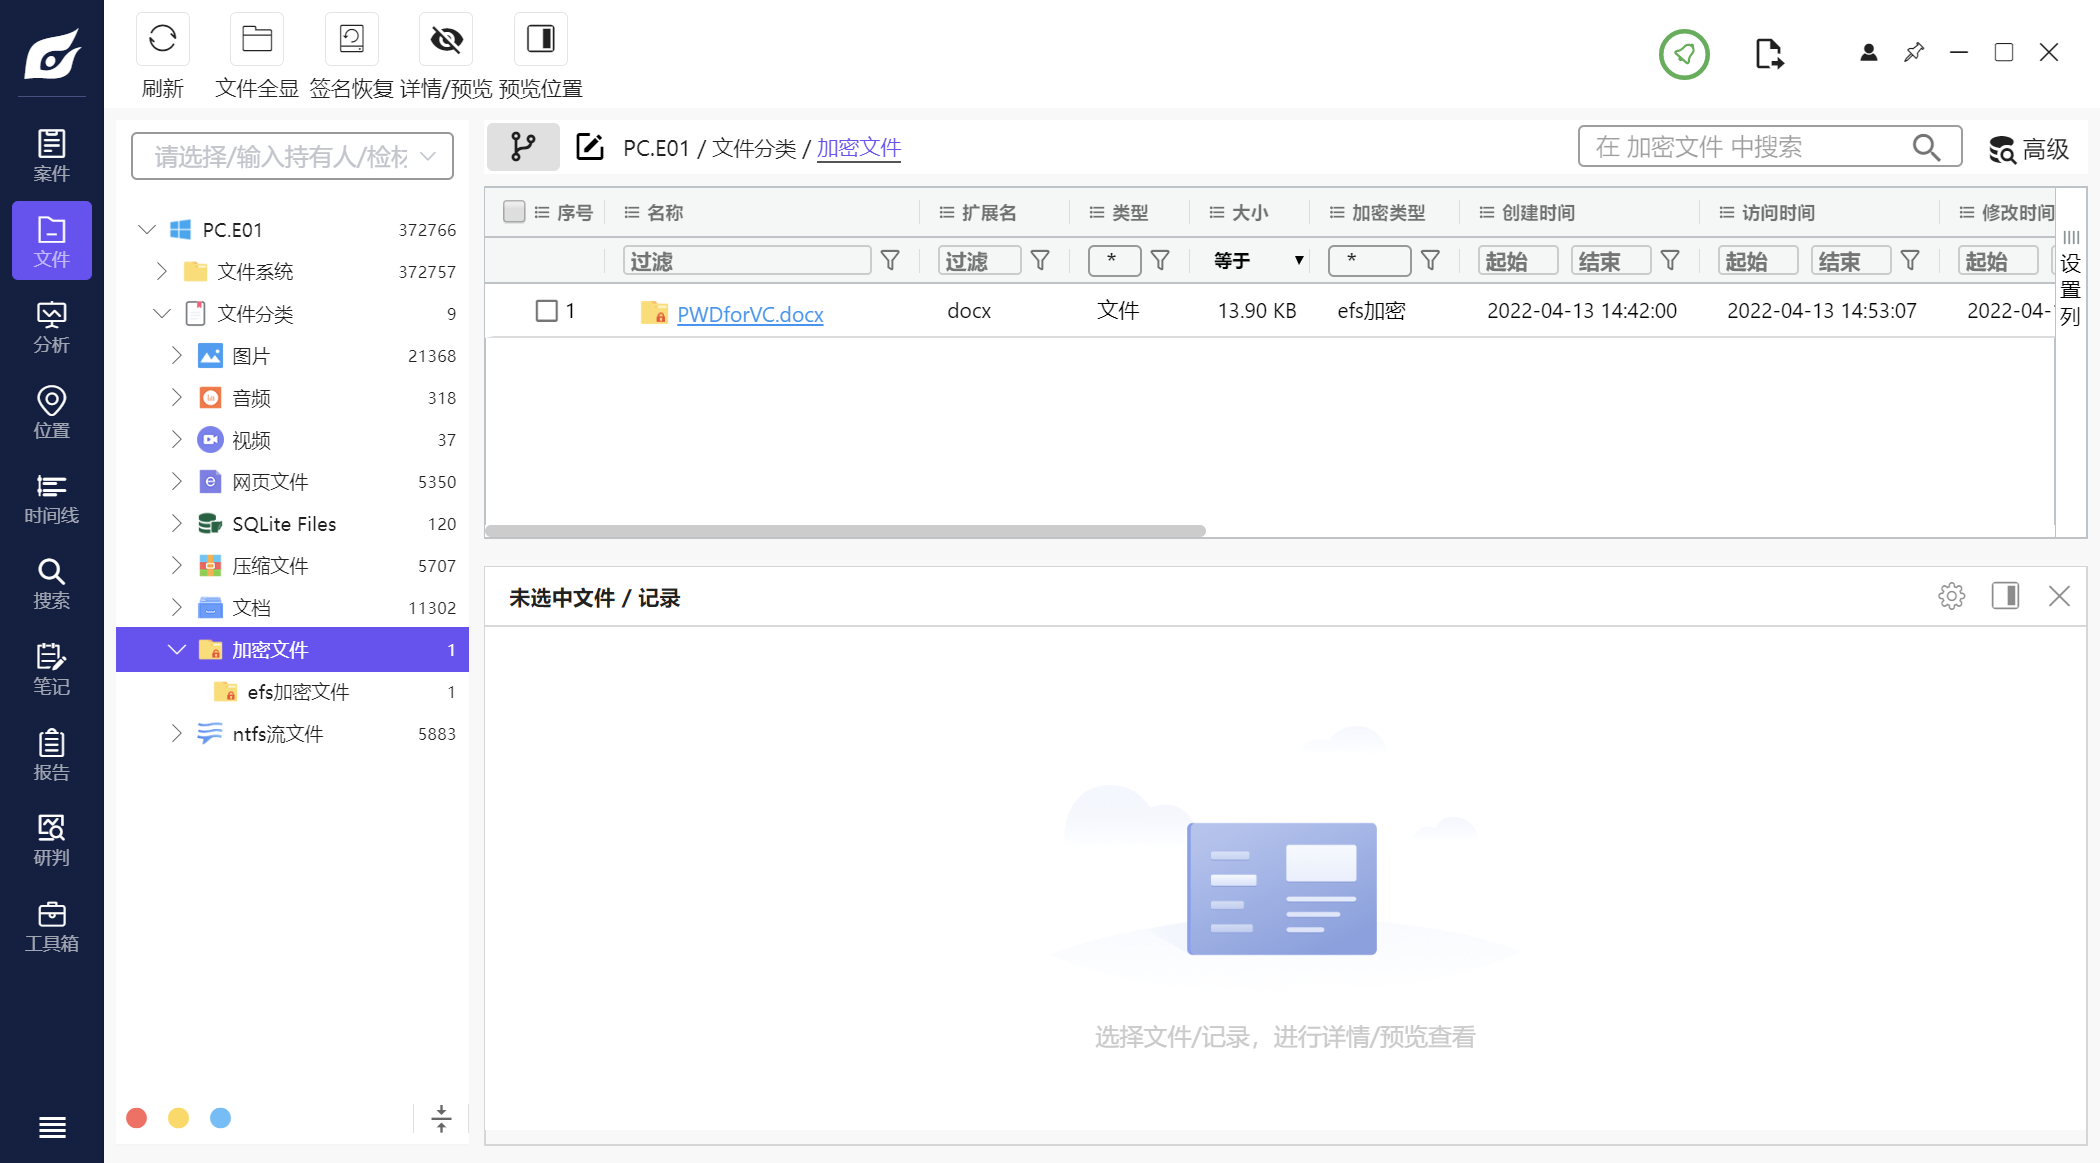 刷新
文件全显
签名恢复
详情/预览
预览位置
案件
文件
分析
位置
时间线
搜索
笔记
报告
研判
工具箱
请选择/输入持有人/检材
PC.E01 372766
文件系统 372757
文件分类 9
图片 21368
音频 318
视频 37
网页文件 5350
SQLite Files 120
压缩文件 5707
文档 11302
加密文件 1
efs加密文件 1
ntfs流文件 5883
PC.E01 / 文件分类 / 加密文件
在 加密文件 中搜索
高级
序号 名称 扩展名 类型 大小 加密类型 创建时间 访问时间 修改时间
过滤 过滤 * 等于 * 起始 结束 起始 结束 起始
1 PWDforVC.docx docx 文件 13.90 KB efs加密 2022-04-13 14:42:00 2022-04-13 14:53:07 2022-04-
设置列
未选中文件 / 记录
选择文件/记录，进行详情/预览查看